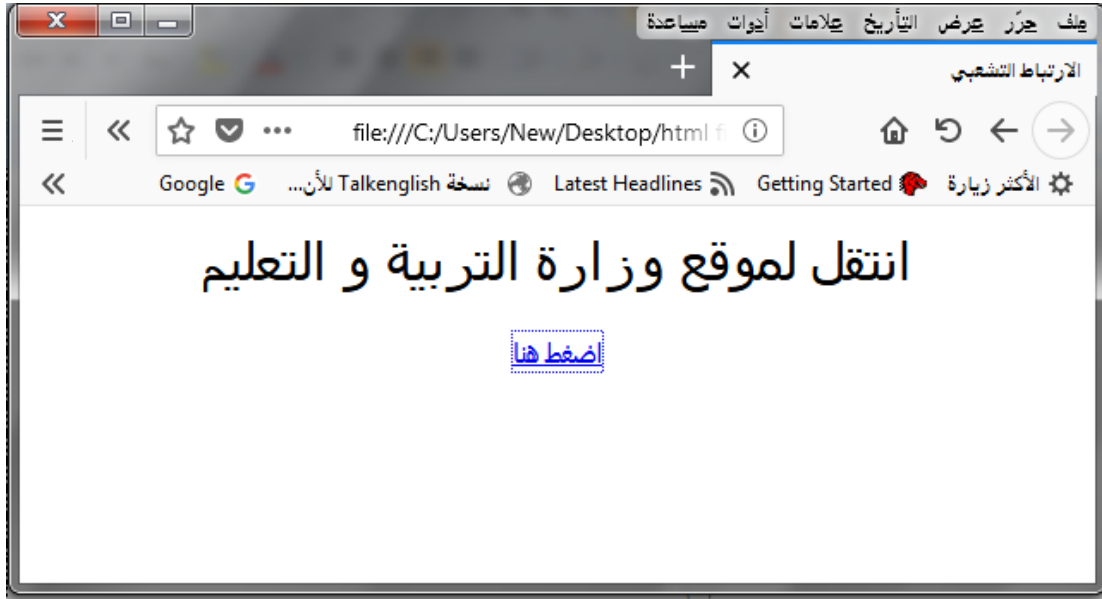 ملف حرّر عرض التأريخ علامات أدوات مساعدة
الارتباط التشعبي
file:///C:/Users/New/Desktop/html
الأكثر زيارة Getting Started Latest Headlines نسخة Talkenglish للأن... Google
انتقل لموقع وزارة التربية و التعليم
اضغط هنا